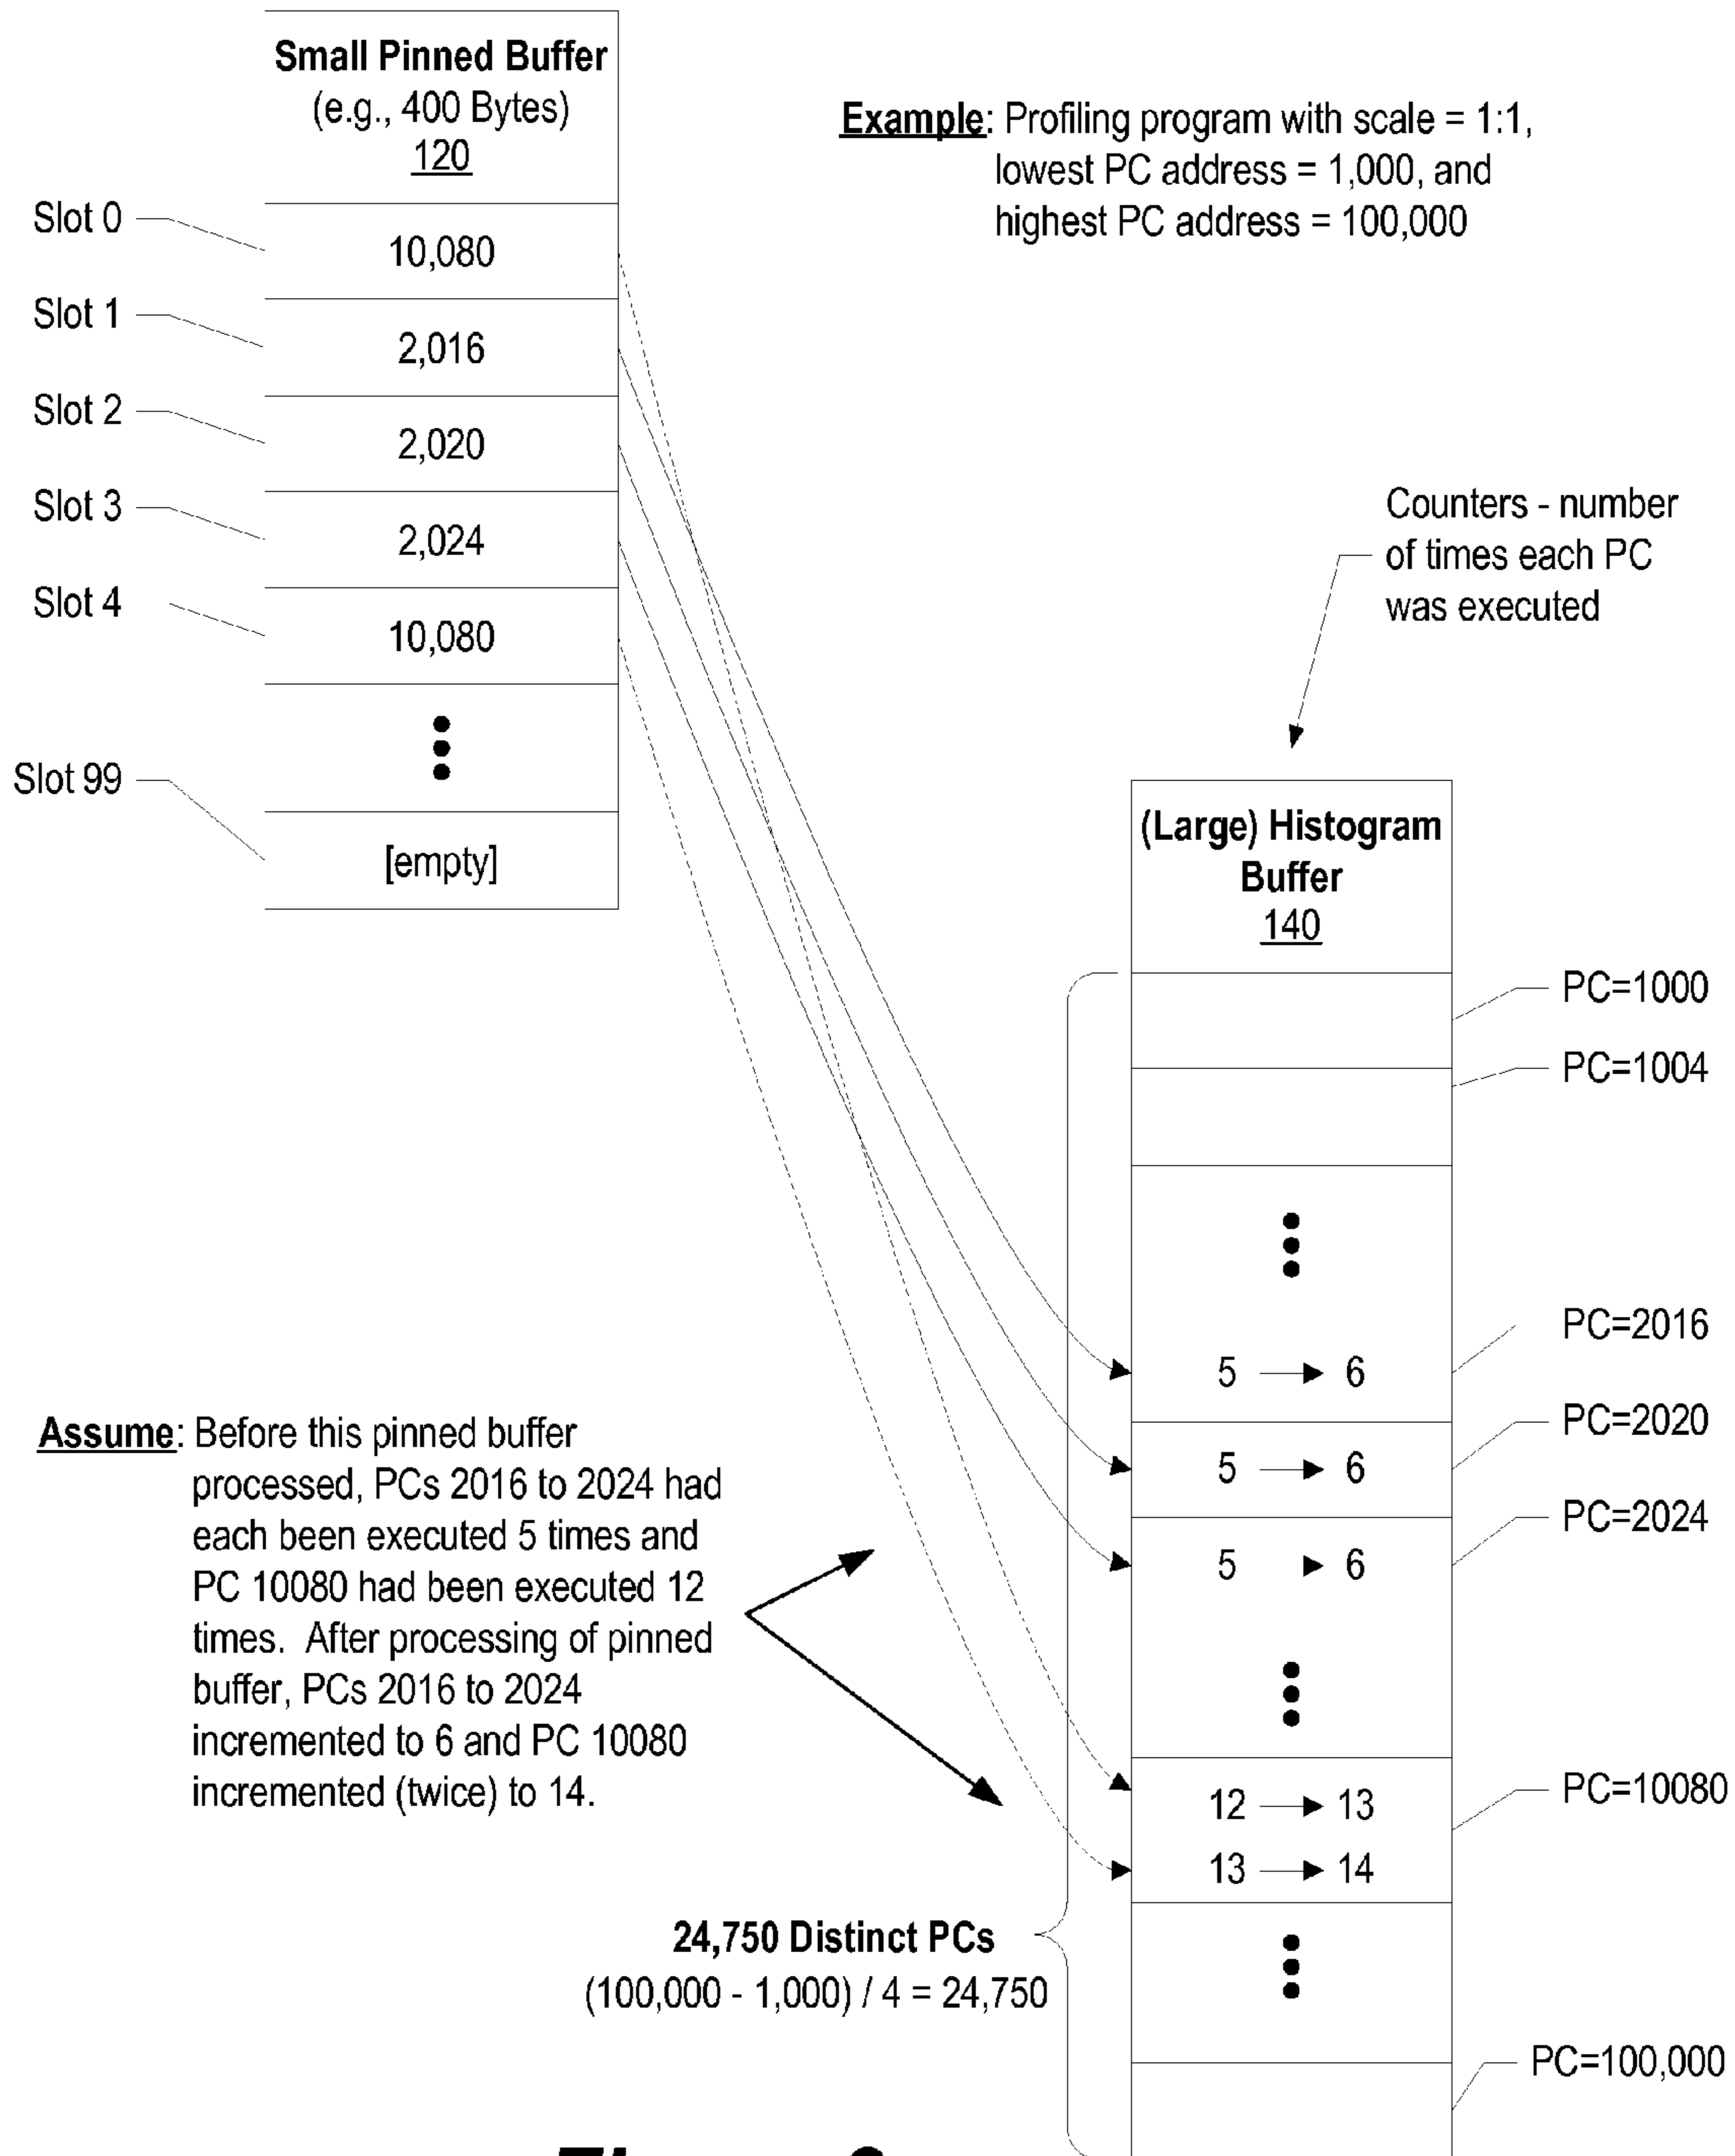 Small Pinned Buffer
(e.g., 400 Bytes)
120
Example: Profiling program with scale = 1:1,
lowest PC address = 1,000, and
highest PC address = 100,000
Slot 0
10,080
Slot 1
2,016
Slot 2
2,020
Slot 3
2,024
Slot 4
10,080
Slot 99
[empty]
Counters - number
of times each PC
was executed
(Large) Histogram
Buffer
140
PC=1000
PC=1004
PC=2016
5 6
PC=2020
5 6
PC=2024
5 6
Assume: Before this pinned buffer
processed, PCs 2016 to 2024 had
each been executed 5 times and
PC 10080 had been executed 12
times. After processing of pinned
buffer, PCs 2016 to 2024
incremented to 6 and PC 10080
incremented (twice) to 14.
PC=10080
12 13
13 14
24,750 Distinct PCs
(100,000 - 1,000) / 4 = 24,750
PC=100,000